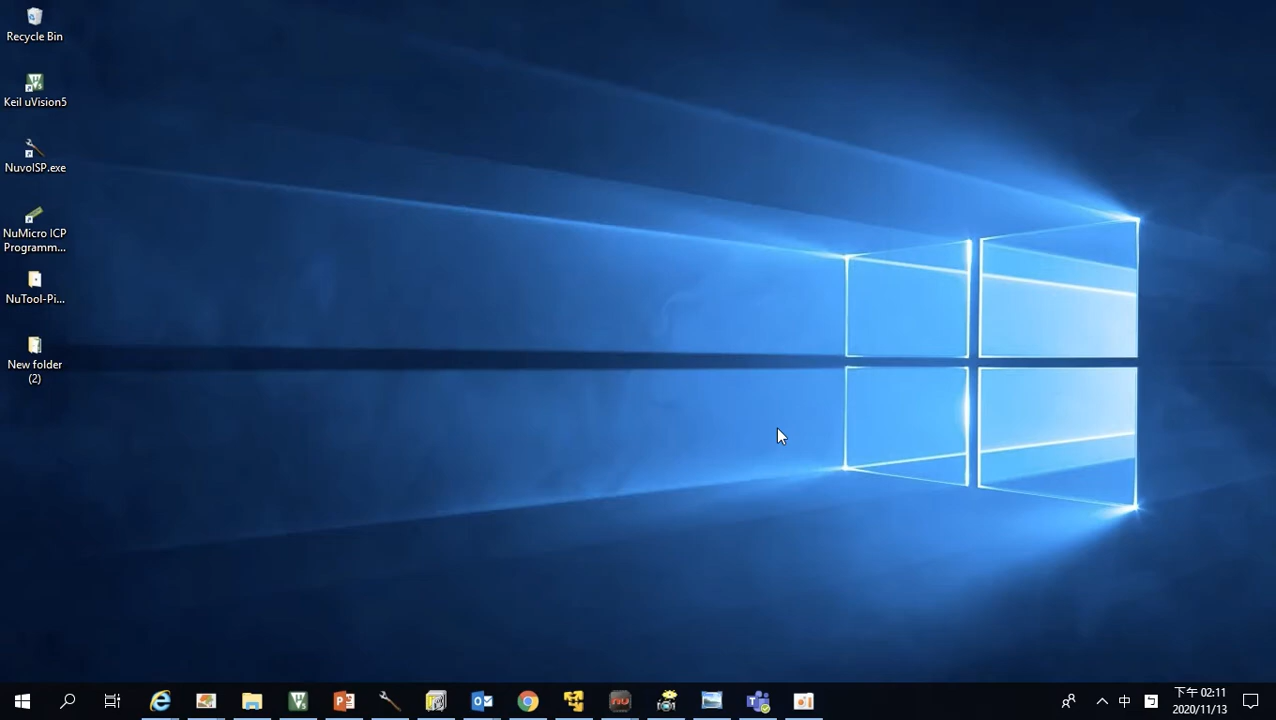 Recycle Bin
Keil uVision5
NuvoISP.exe
NuMicro ICP
Programm...
NuTool-Pi...
New folder
(2)
中
下午 02:11
2020/11/13